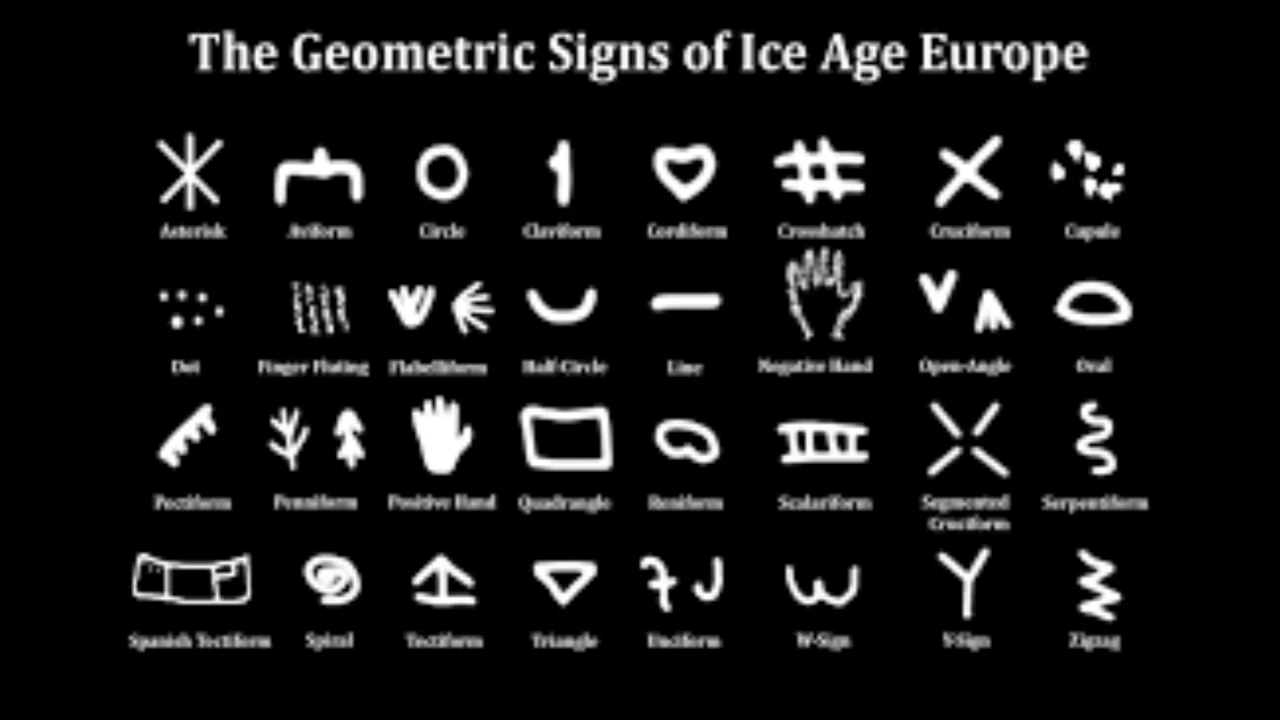 The Geometric Signs of Ice Age Europe
Asterisk Aviform Circle Claviform Cordiform Crosshatch Cruciform Cupule
Dot Finger Fluting Flabelliform Half-Circle Line Negative Hand Open-Angle Oval
Pectiform Penniform Positive Hand Quadrangle Reniform Scalariform Segmented Serpentiform
Cruciform
Spanish Tectiform Spiral Tectiform Triangle Unciform W-Sign Y-Sign Zigzag